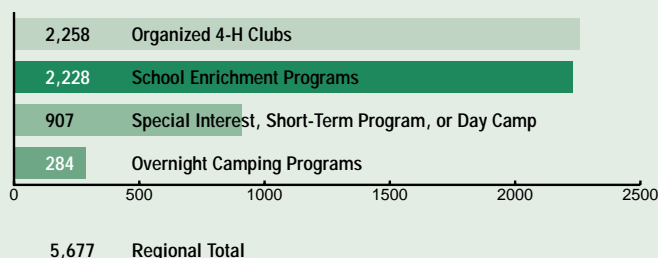 2,258 Organized 4-H Clubs
2,228 School Enrichment Programs
907 Special Interest, Short-Term Program, or Day Camp
284 Overnight Camping Programs
0 500 1000 1500 2000 2500
5,677 Regional Total